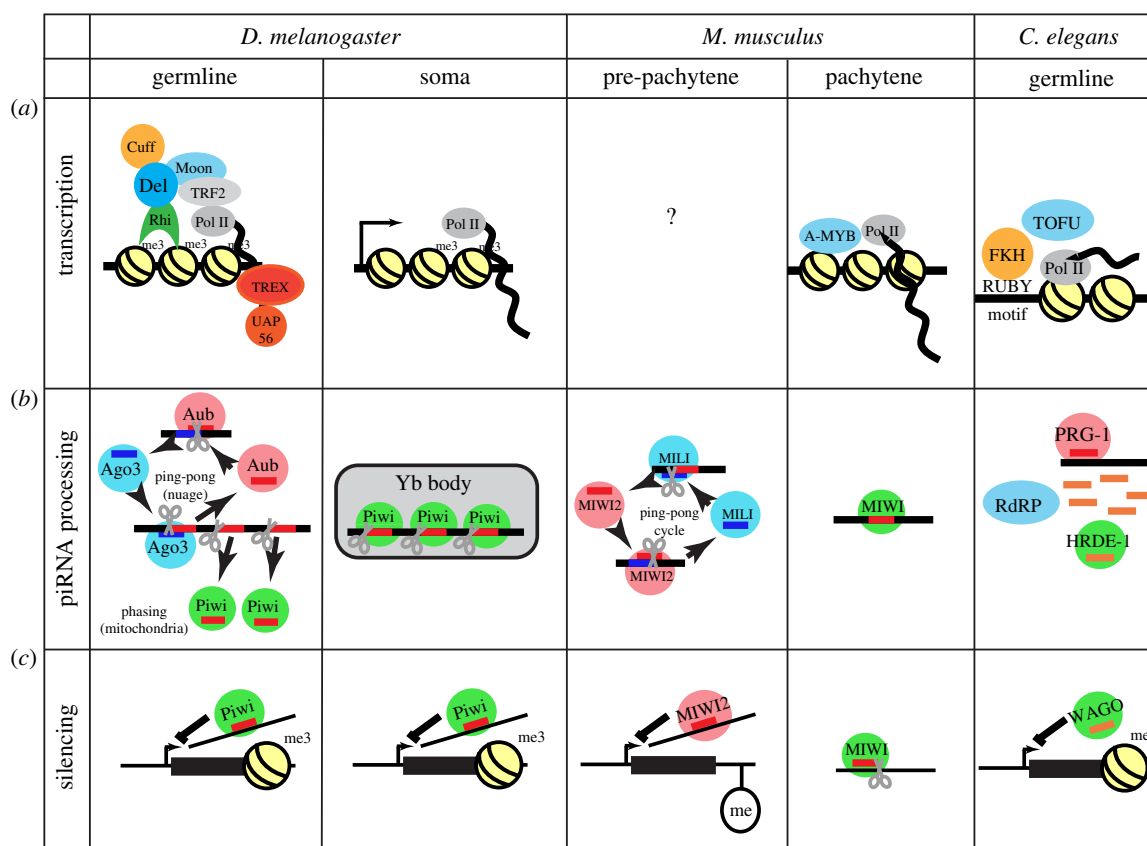 D. melanogaster
M. musculus
C. elegans
germline
soma
pre-pachytene
pachytene
germline
(a)
transcription
Cuff
Del
Moon
TRF2
Rhi
Pol II
me3
me3
me3
TREX
UAP
56
Pol II
me3
me3
?
A-MYB
Pol II
TOFU
FKH
Pol II
RUBY
motif
(b)
piRNA processing
Aub
Ago3
Aub
ping-pong
(nuage)
Ago3
phasing
(mitochondria)
Piwi
Piwi
Yb body
Piwi
Piwi
Piwi
MILI
MIWI2
MILI
ping-pong
cycle
MIWI2
MIWI
PRG-1
RdRP
HRDE-1
(c)
silencing
Piwi
me3
Piwi
me3
MIWI2
me
MIWI
WAGO
me